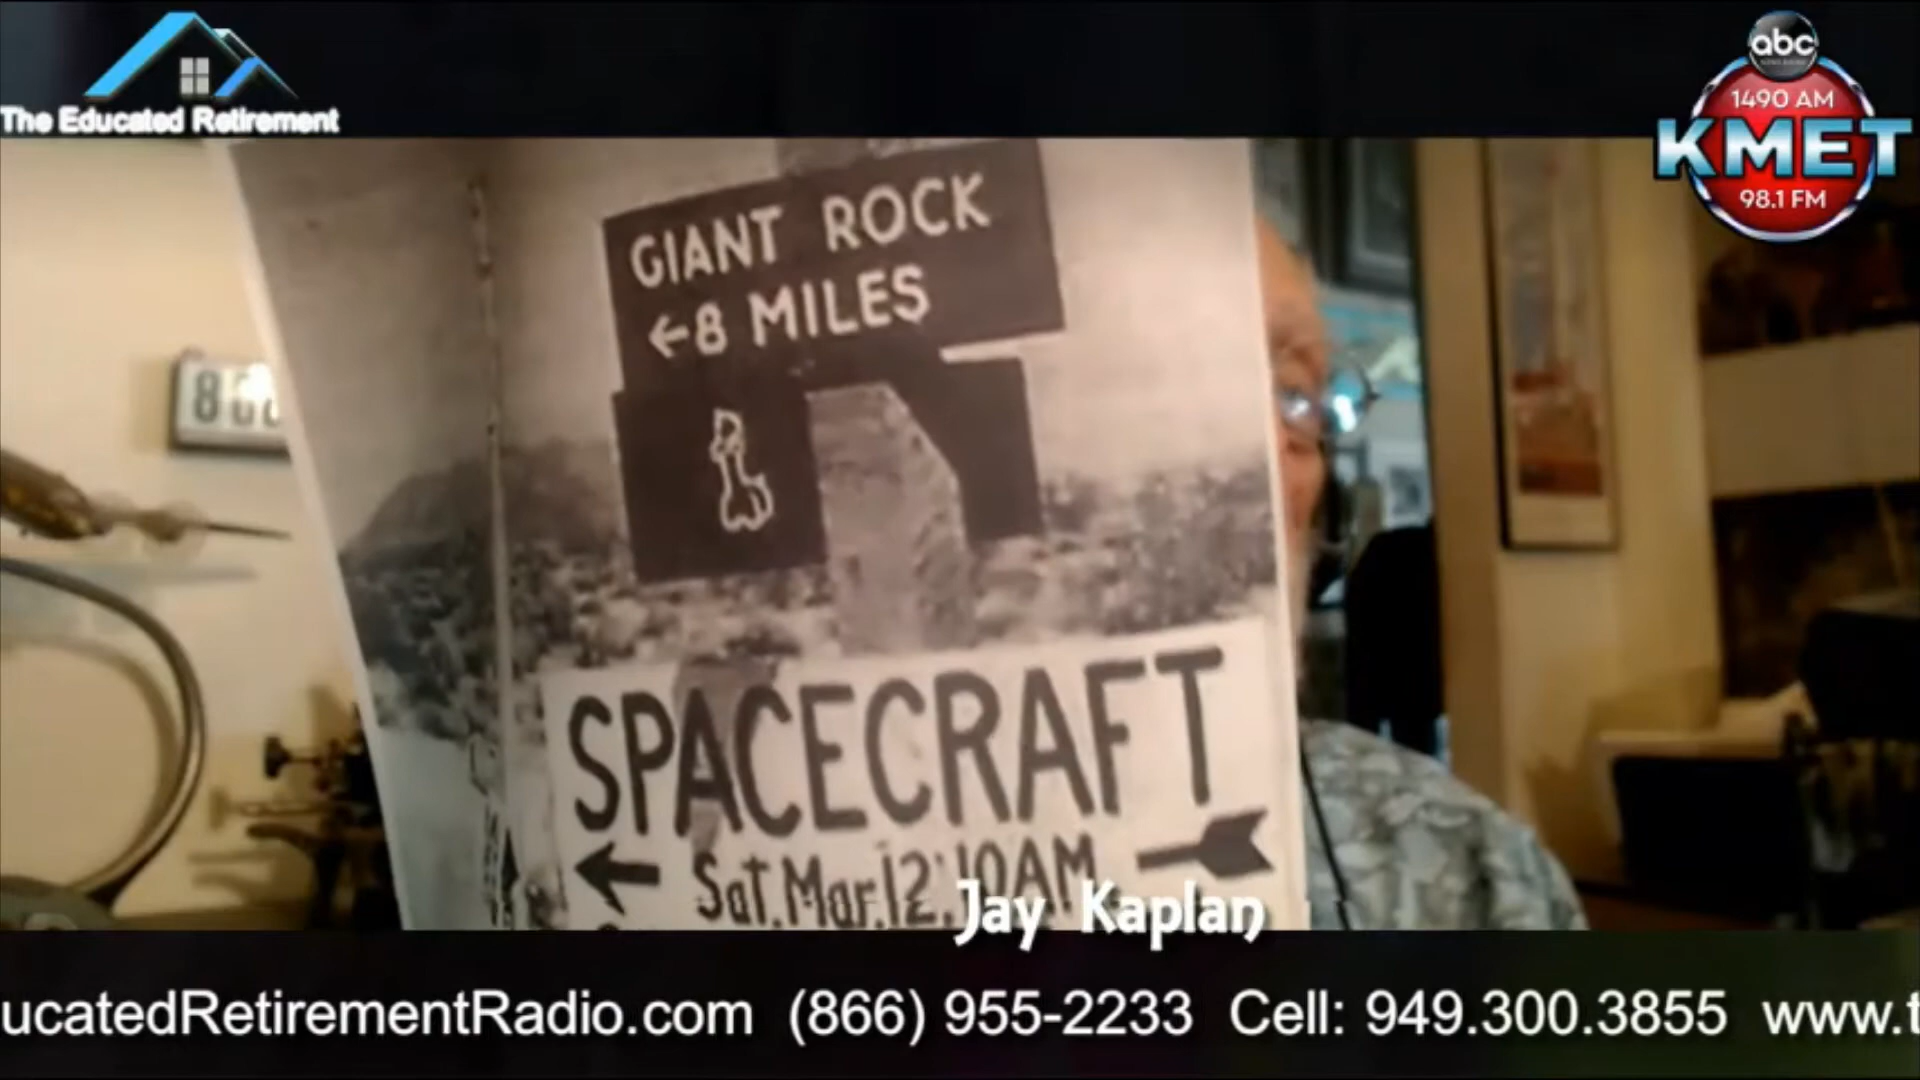 The Educated Retirement
abc
1490 AM
KMET
98.1 FM
GIANT ROCK
←8 MILES
SPACECRAFT
Sat. Mar. 12. 10AM
Jay Kaplan
ucatedRetirementRadio.com (866) 955-2233 Cell: 949.300.3855 www.t